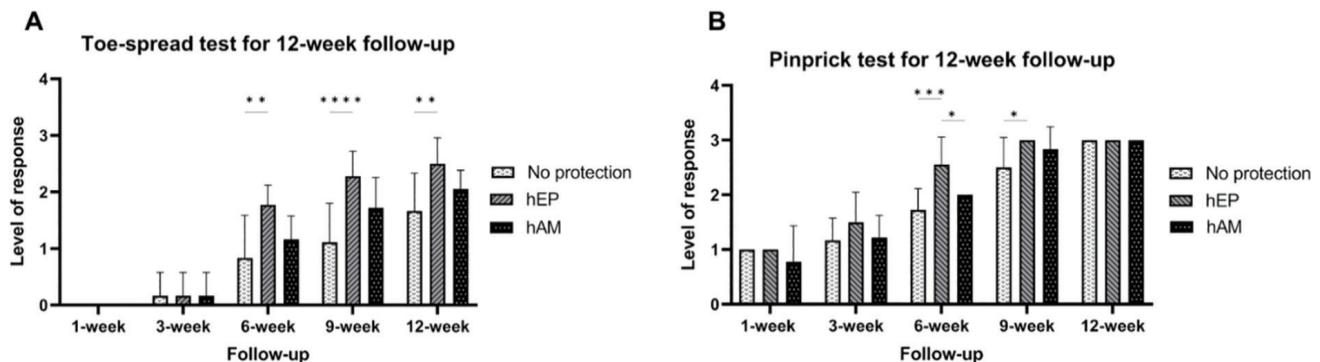 A
Toe-spread test for 12-week follow-up
Level of response
4
3
2
1
0
** **** **
1-week 3-week 6-week 9-week 12-week
Follow-up
No protection
hEP
hAM
B
Pinprick test for 12-week follow-up
Level of response
4
3
2
1
0
***
* *
1-week 3-week 6-week 9-week 12-week
Follow-up
No protection
hEP
hAM